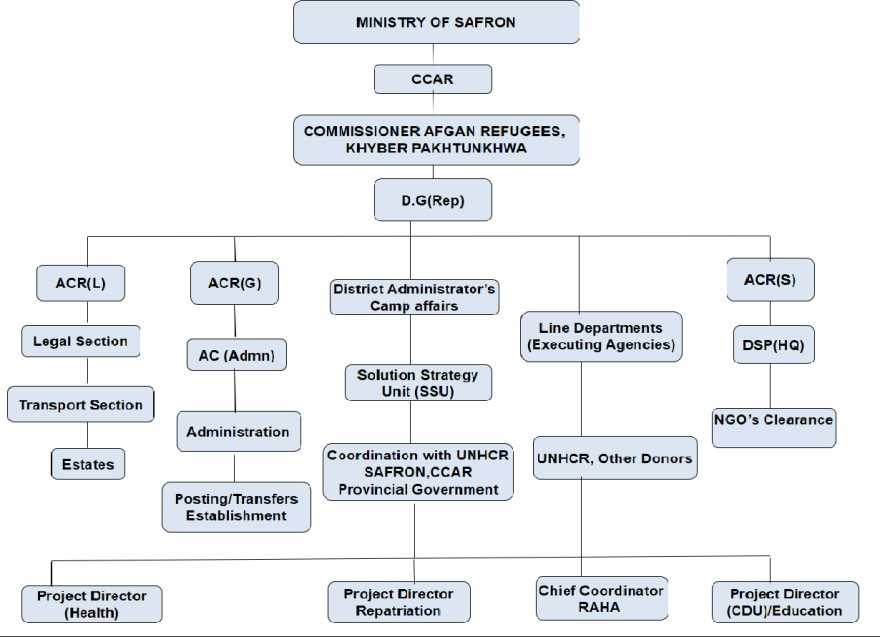 MINISTRY OF SAFRON
CCAR
COMMISSIONER AFGAN REFUGEES,
KHYBER PAKHTUNKHWA
D.G(Rep)
ACR(L)
Legal Section
Transport Section
Estates
ACR(G)
AC (Admn)
Administration
Posting/Transfers
Establishment
District Administrator's
Camp affairs
Solution Strategy
Unit (SSU)
Coordination with UNHCR
SAFRON,CCAR
Provincial Government
Line Departments
(Executing Agencies)
UNHCR, Other Donors
ACR(S)
DSP(HQ)
NGO's Clearance
Project Director
(Health)
Project Director
Repatriation
Chief Coordinator
RAHA
Project Director
(CDU)/Education